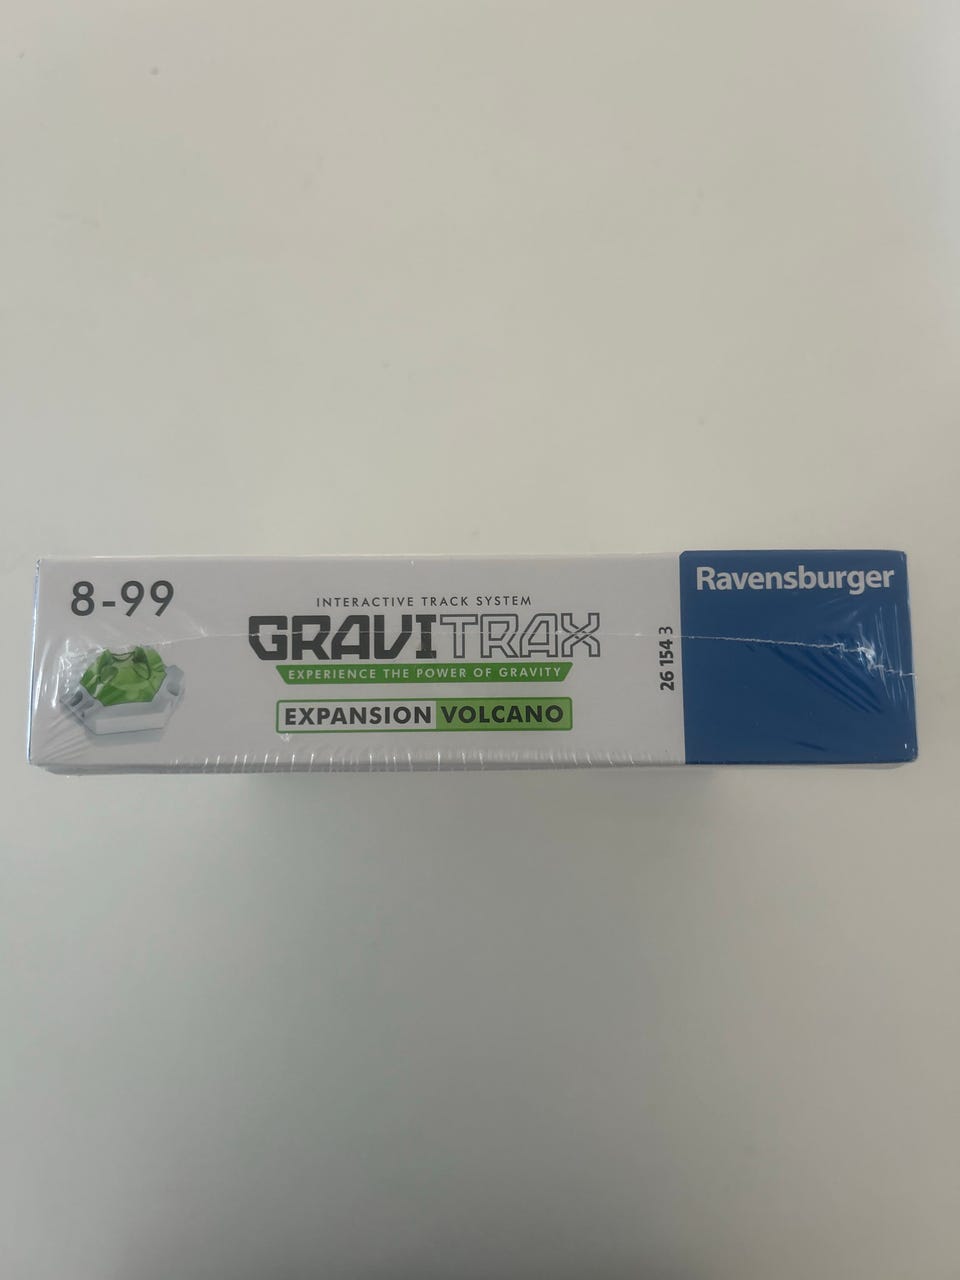 8-99
INTERACTIVE TRACK SYSTEM
GRAVITRAX
EXPERIENCE THE POWER OF GRAVITY
EXPANSION VOLCANO
26 154 3
Ravensburger